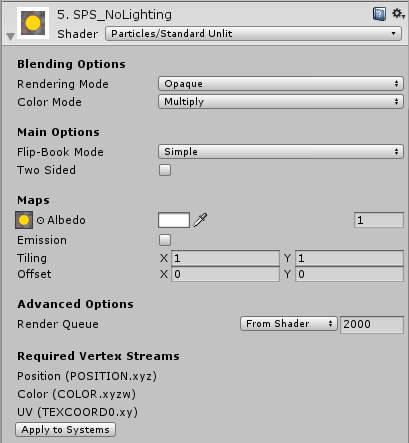 5. SPS_NoLighting
Shader Particles/Standard Unlit
Blending Options
Rendering Mode Opaque
Color Mode Multiply
Main Options
Flip-Book Mode Simple
Two Sided
Maps
Albedo 1
Emission
Tiling X 1 Y 1
Offset X 0 Y 0
Advanced Options
Render Queue From Shader 2000
Required Vertex Streams
Position (POSITION.xyz)
Color (COLOR.xyzw)
UV (TEXCOORD0.xy)
Apply to Systems